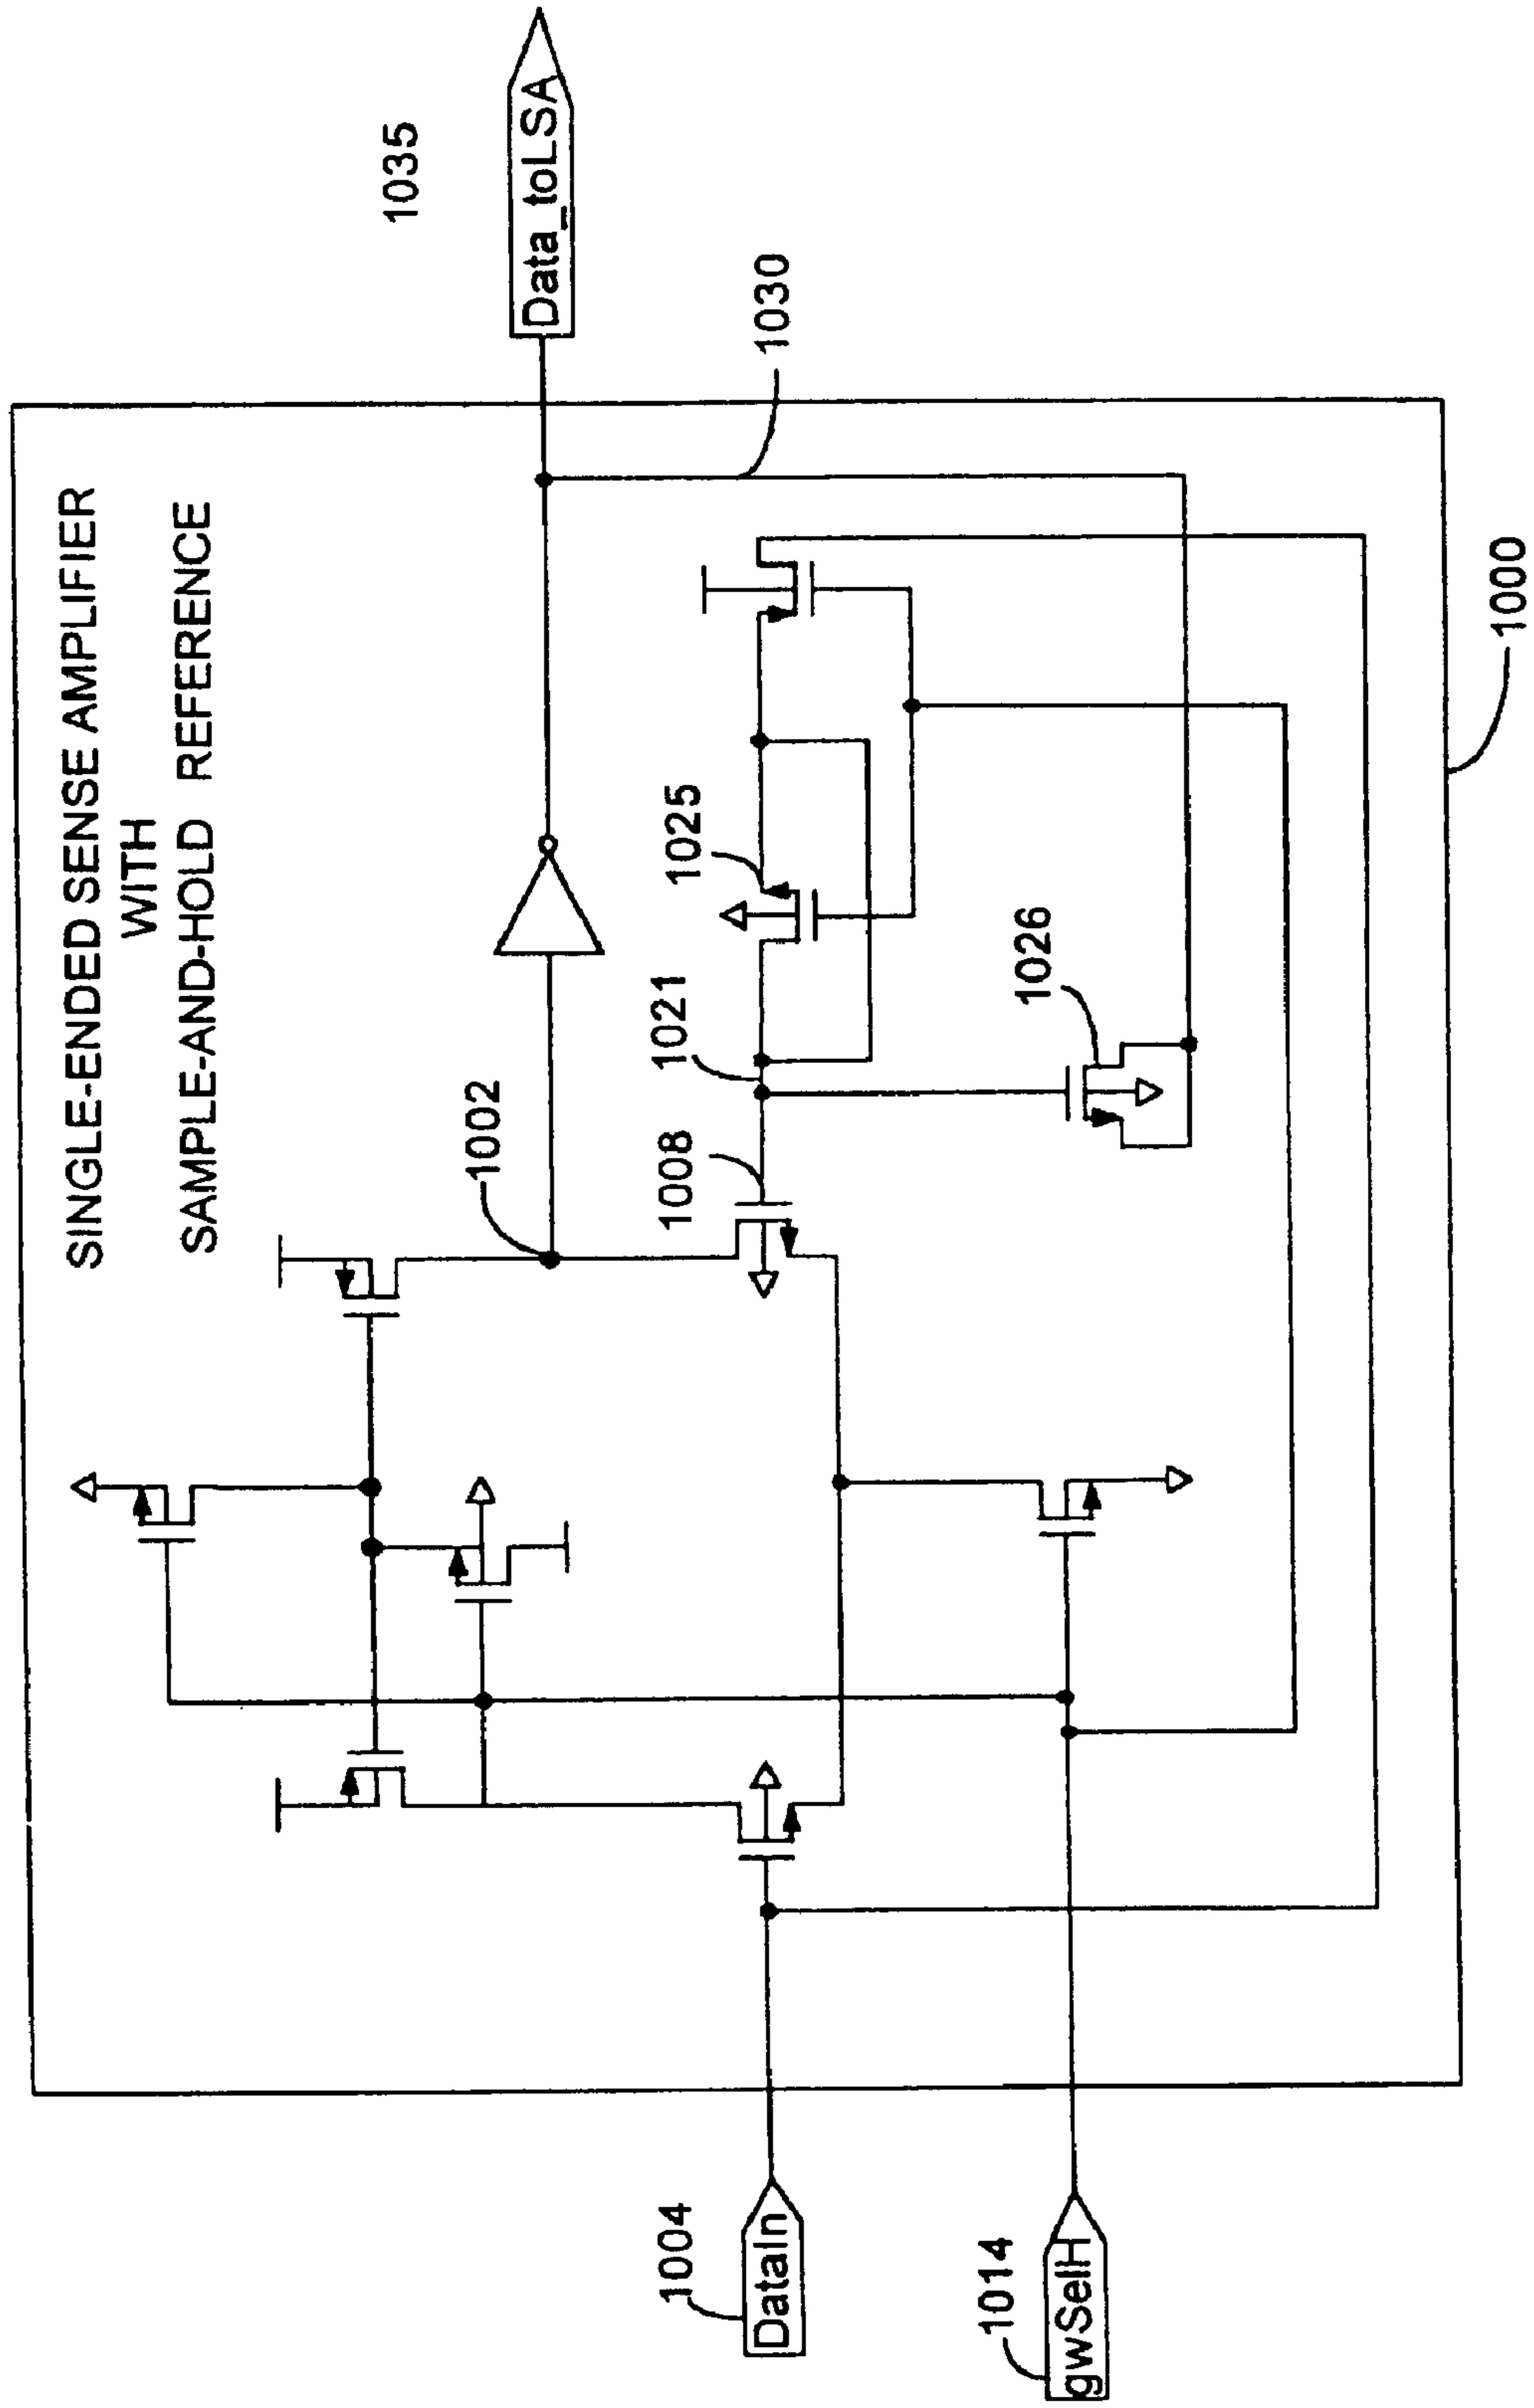 SINGLE-ENDED SENSE AMPLIFIER
WITH
SAMPLE-AND-HOLD REFERENCE
1035
Data_toLSA
1030
1002
1025
1021
1008
1026
1004
DataIn
1014
gwSelH
1000